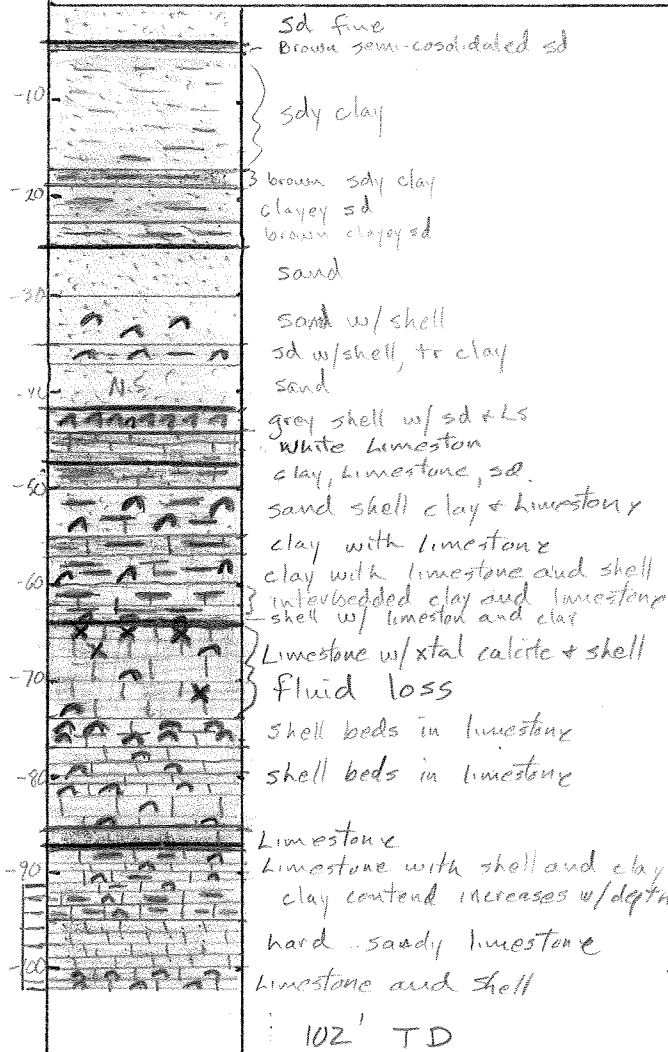 sd fine
Brown semi-cosolidated sd
-10
sdy clay
brown sdy clay
-20
clayey sd
brown clayey sd
sand
-30
sand w/ shell
sd w/shell, tr clay
N.S
sand
-40
grey shell w/ sd + LS
white Limeston
clay, Limestone, sd.
-50
sand shell clay + Limestone
clay with limestone
clay with limestone and shell
-60
interbedded clay and limestone
shell w/ limeston and clay
Limestone w/ xtal calcite + shell
-70
fluid loss
shell beds in limestone
-80
shell beds in limestone
Limestone
-90
Limestone with shell and clay
clay contend increases w/depth
hard sandy limestone
-100
Limestone and shell
102' TD